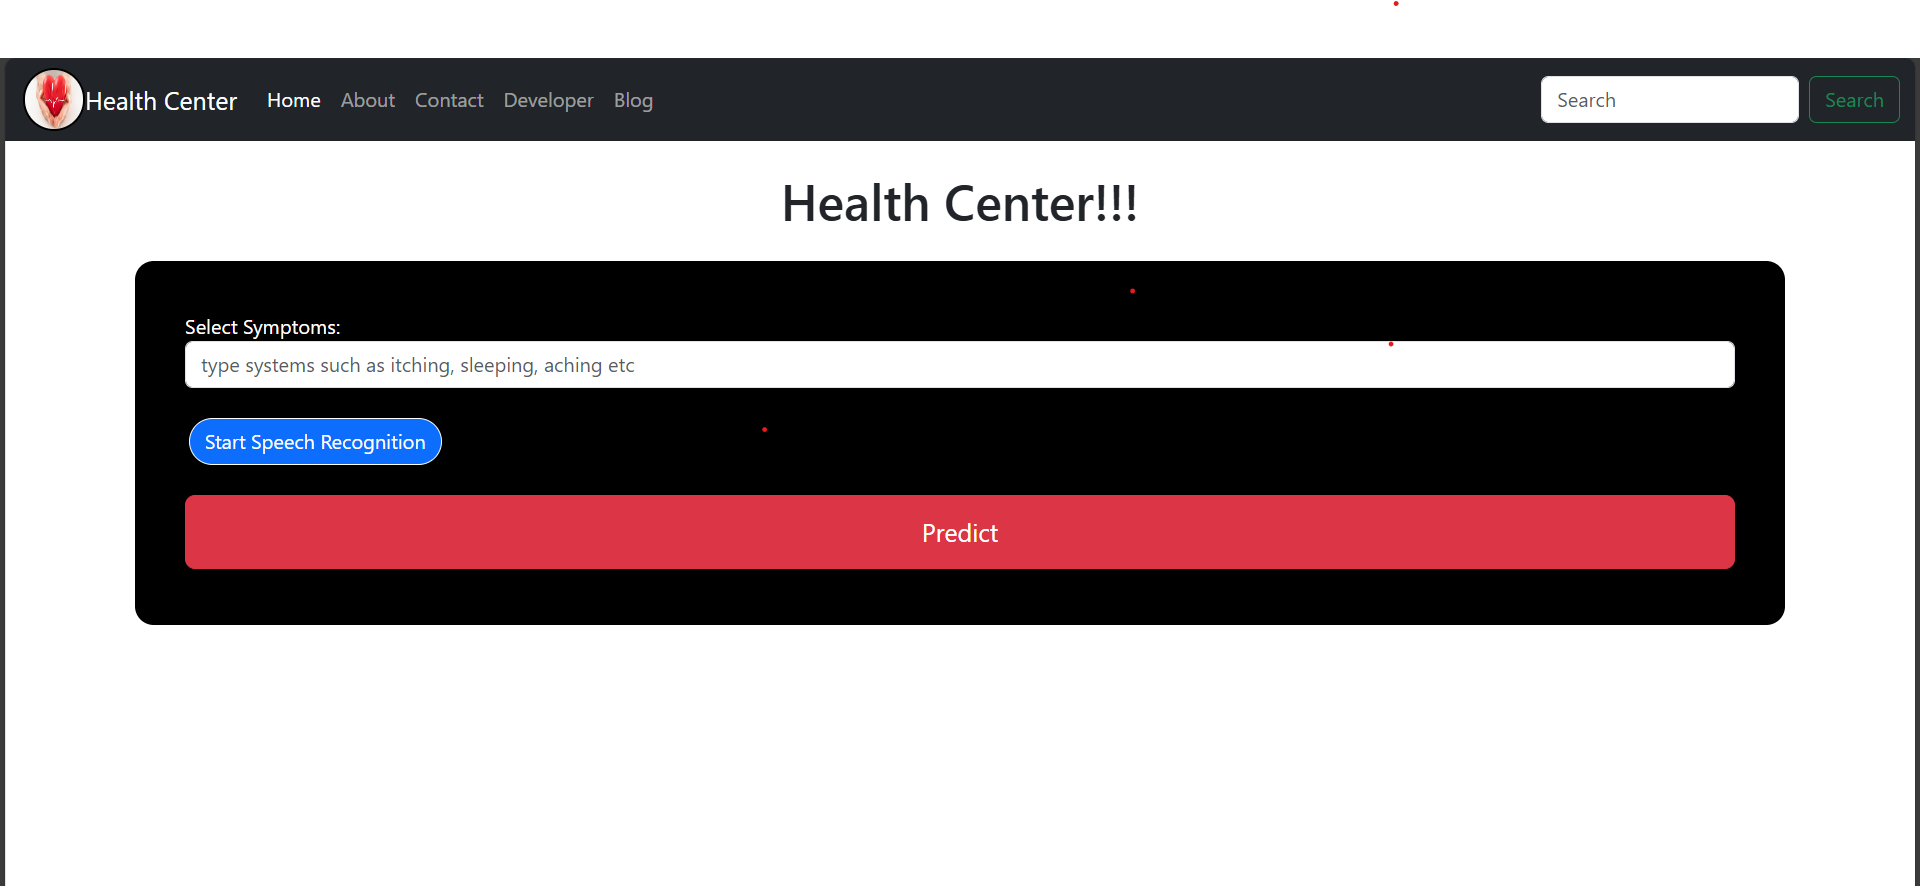 Health Center Home About Contact Developer Blog Search Search
Health Center!!!
Select Symptoms:
type systems such as itching, sleeping, aching etc
Start Speech Recognition
Predict